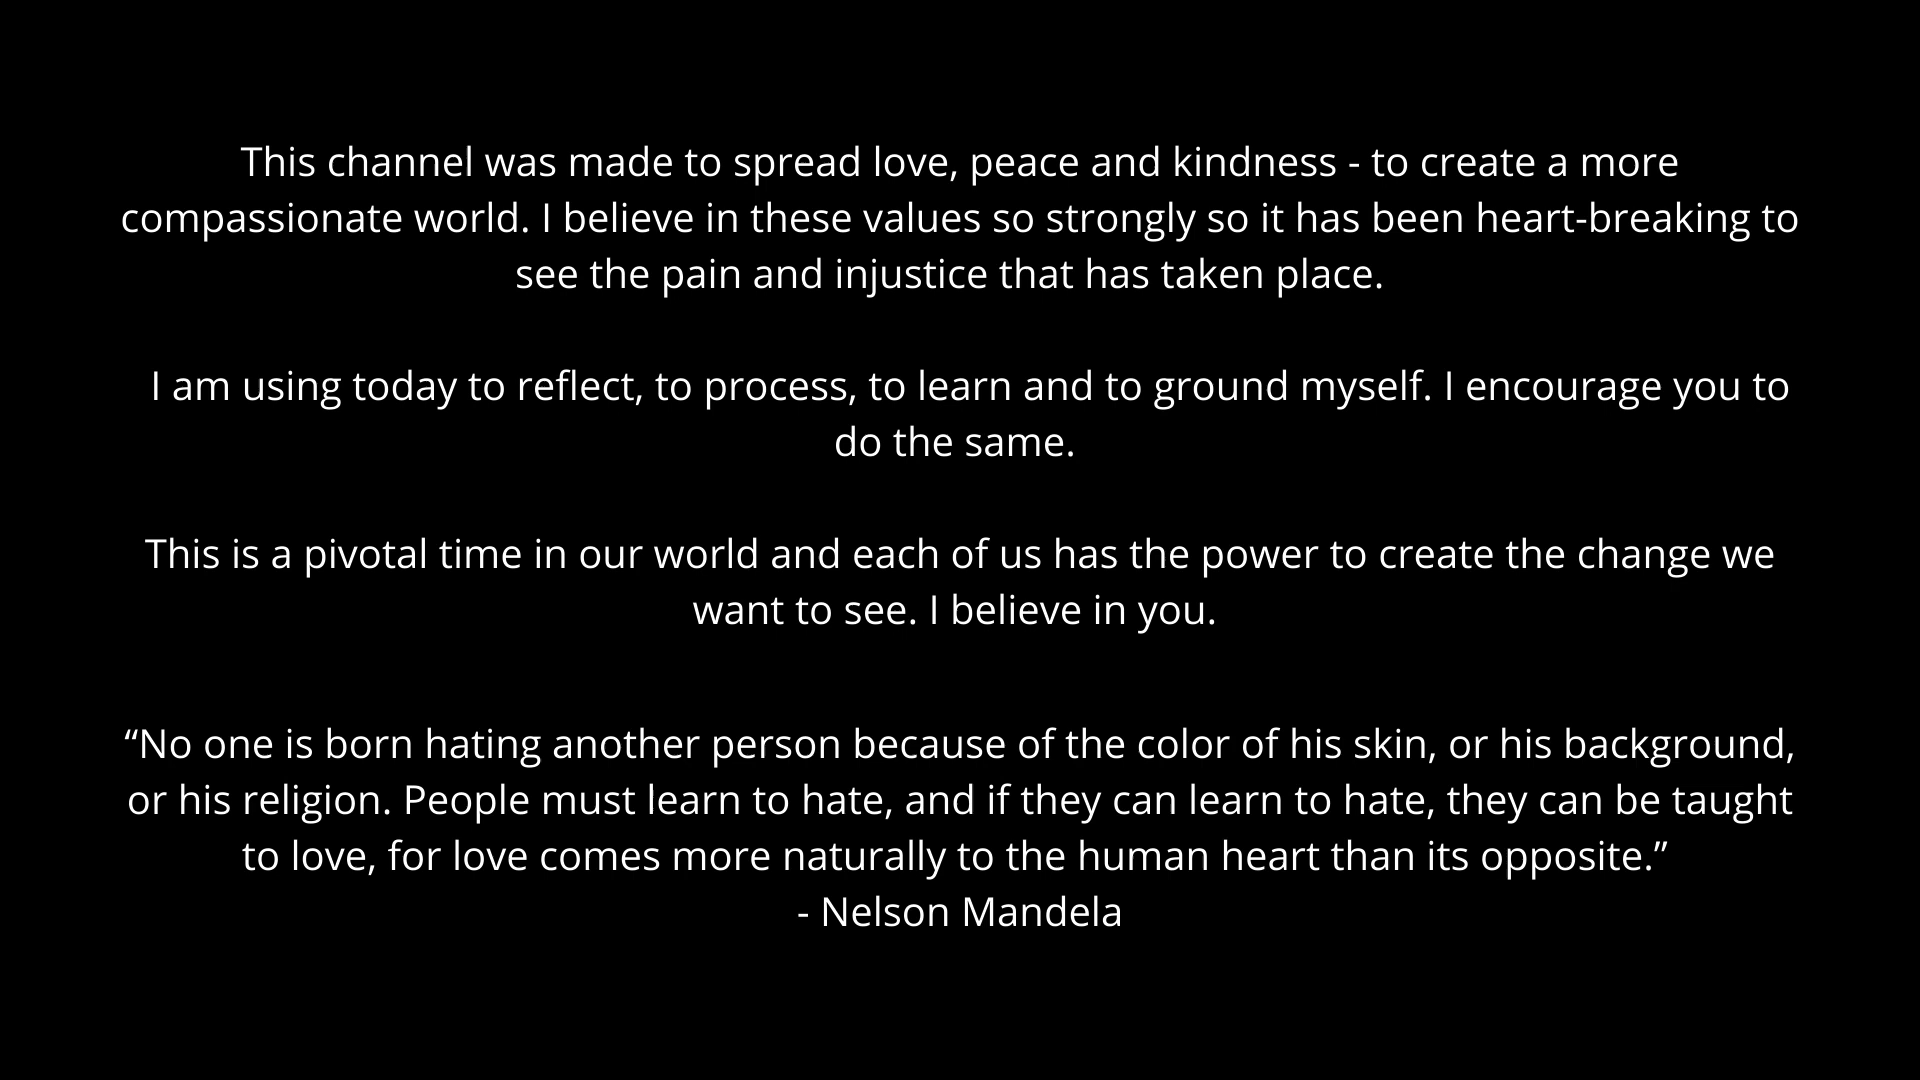 This channel was made to spread love, peace and kindness - to create a more
compassionate world. I believe in these values so strongly so it has been heart-breaking to
see the pain and injustice that has taken place.
I am using today to reflect, to process, to learn and to ground myself. I encourage you to
do the same.
This is a pivotal time in our world and each of us has the power to create the change we
want to see. I believe in you.
“No one is born hating another person because of the color of his skin, or his background,
or his religion. People must learn to hate, and if they can learn to hate, they can be taught
to love, for love comes more naturally to the human heart than its opposite.”
- Nelson Mandela